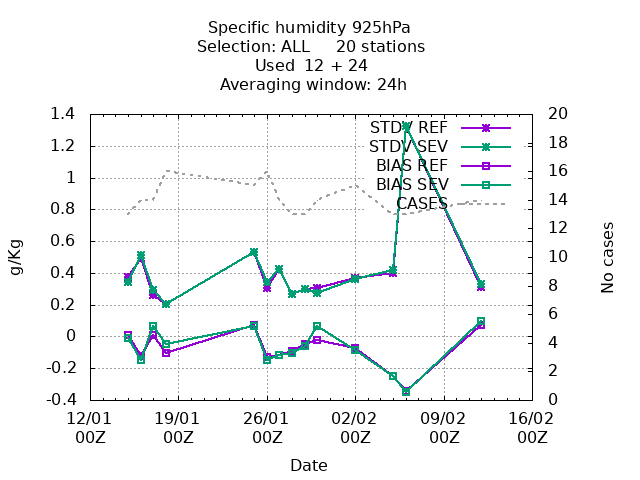 Specific humidity 925hPa
Selection: ALL     20 stations
Used  12 + 24
Averaging window: 24h
1.4
1.2
1
0.8
0.6
0.4
0.2
0
-0.2
-0.4
g/Kg
20
18
16
14
12
10
8
6
4
2
0
No cases
STDV REF
STDV SEV
BIAS REF
BIAS SEV
CASES
12/01 19/01 26/01 02/02 09/02 16/02
00Z 00Z 00Z 00Z 00Z 00Z
Date